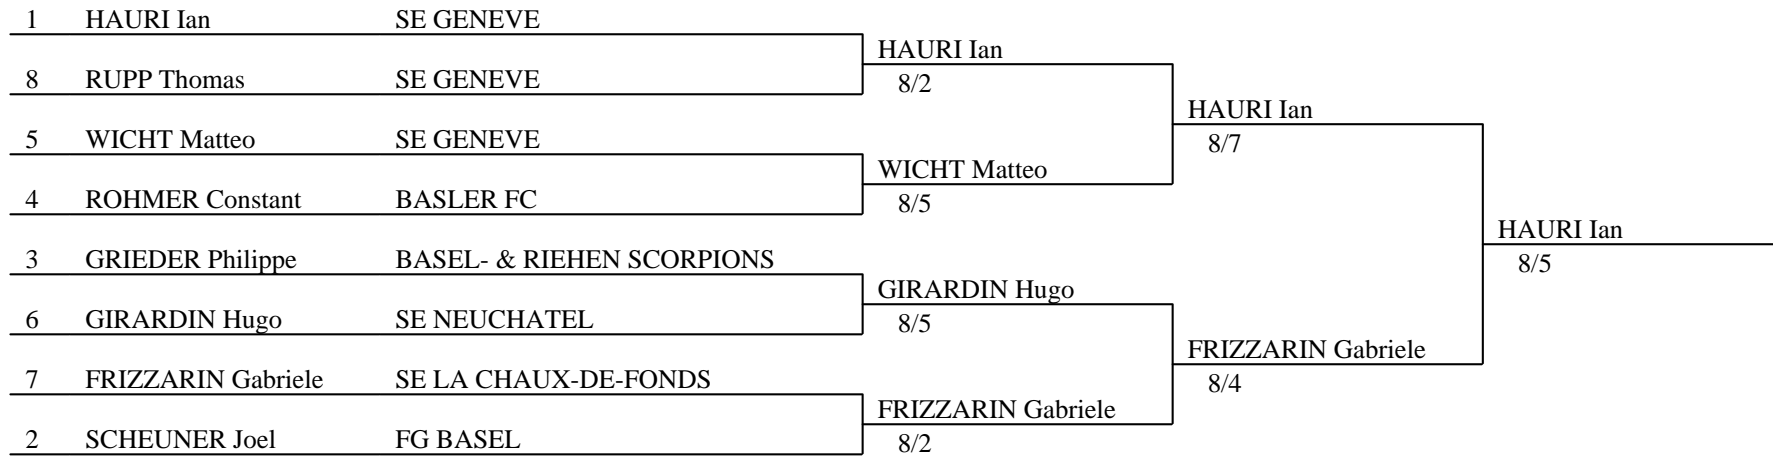 1 HAURI Ian SE GENEVE
HAURI Ian
8 RUPP Thomas SE GENEVE
8/2
HAURI Ian
5 WICHT Matteo SE GENEVE
8/7
WICHT Matteo
4 ROHMER Constant BASLER FC
8/5
HAURI Ian
3 GRIEDER Philippe BASEL- & RIEHEN SCORPIONS
8/5
GIRARDIN Hugo
6 GIRARDIN Hugo SE NEUCHATEL
8/5
FRIZZARIN Gabriele
7 FRIZZARIN Gabriele SE LA CHAUX-DE-FONDS
8/4
FRIZZARIN Gabriele
2 SCHEUNER Joel FG BASEL
8/2